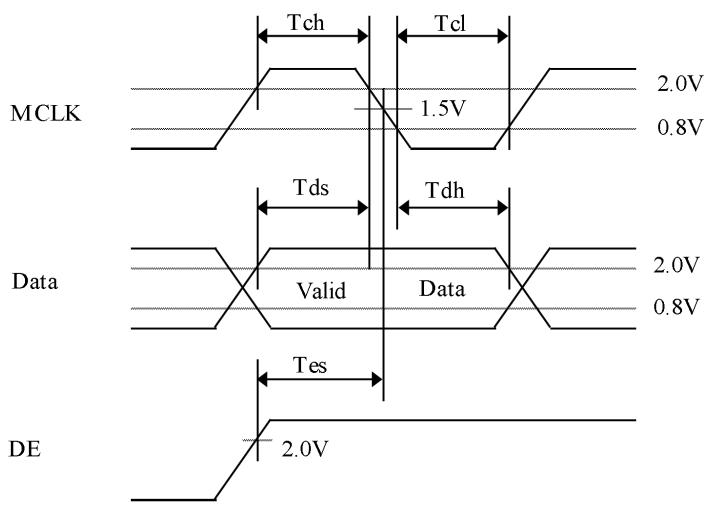 Tch
Tcl
MCLK
2.0V
1.5V
0.8V
Tds
Tdh
Data
2.0V
Valid
Data
0.8V
Tes
DE
2.0V